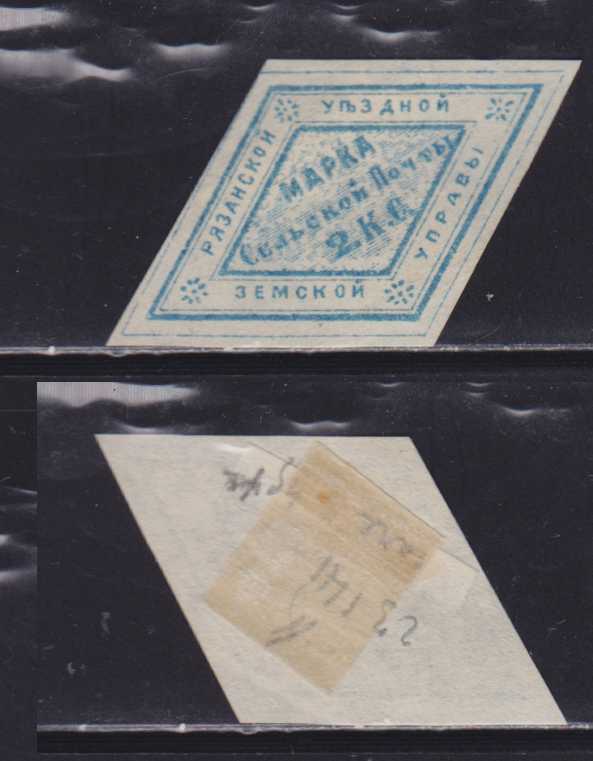 РЯЗАНСКОЙ
УѢЗДНОЙ
ЗЕМСКОЙ
УПРАВЫ
МАРКА
Сельской Почты
2.К.С.